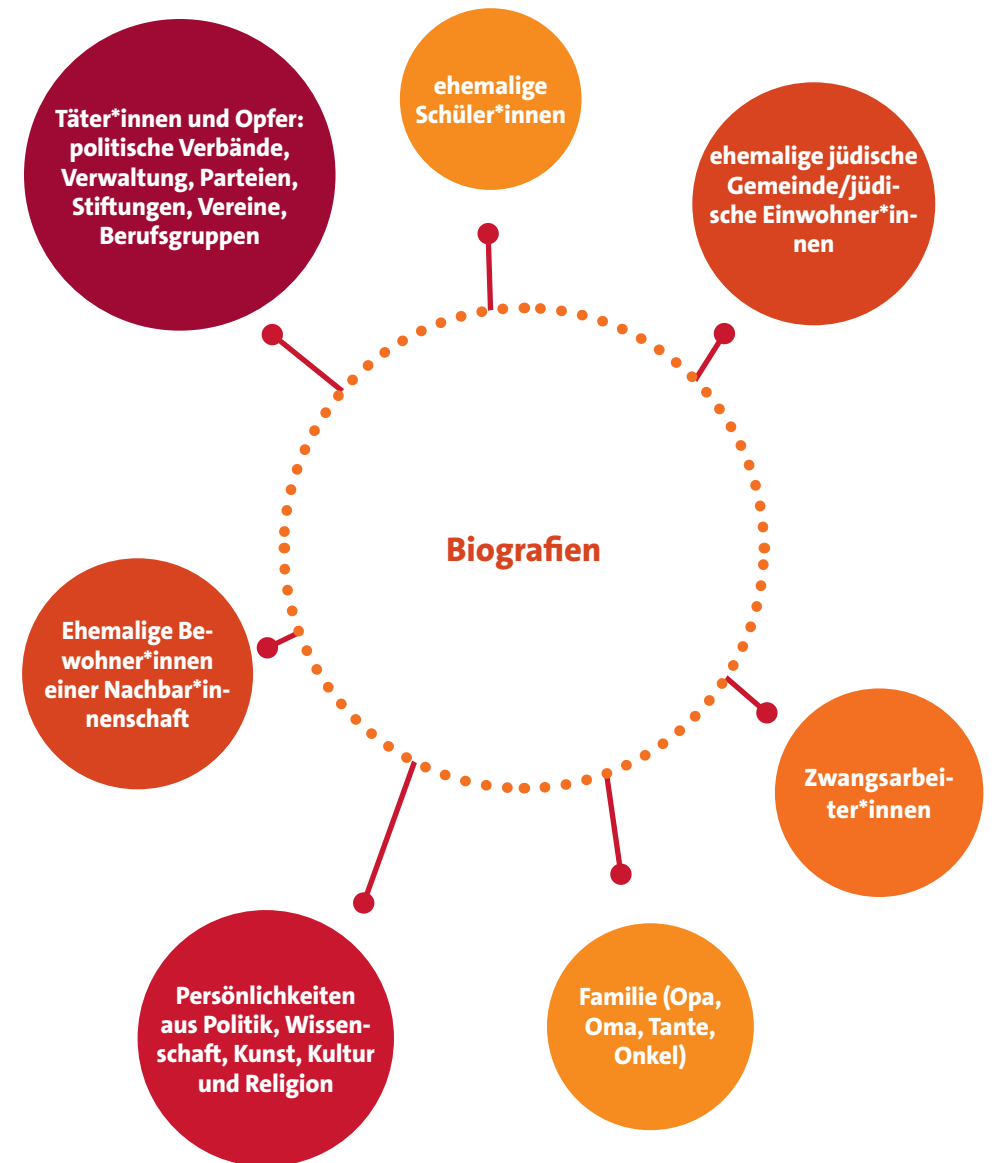 Täter*innen und Opfer:
politische Verbände,
Verwaltung, Parteien,
Stiftungen, Vereine,
Berufsgruppen
ehemalige
Schüler*innen
ehemalige jüdische
Gemeinde/jüdi-
sche Einwohner*in-
nen
Biografien
Ehemalige Be-
wohner*innen
einer Nachbar*in-
nenschaft
Zwangsarbei-
ter*innen
Persönlichkeiten
aus Politik, Wissen-
schaft, Kunst, Kultur
und Religion
Familie (Opa,
Oma, Tante,
Onkel)